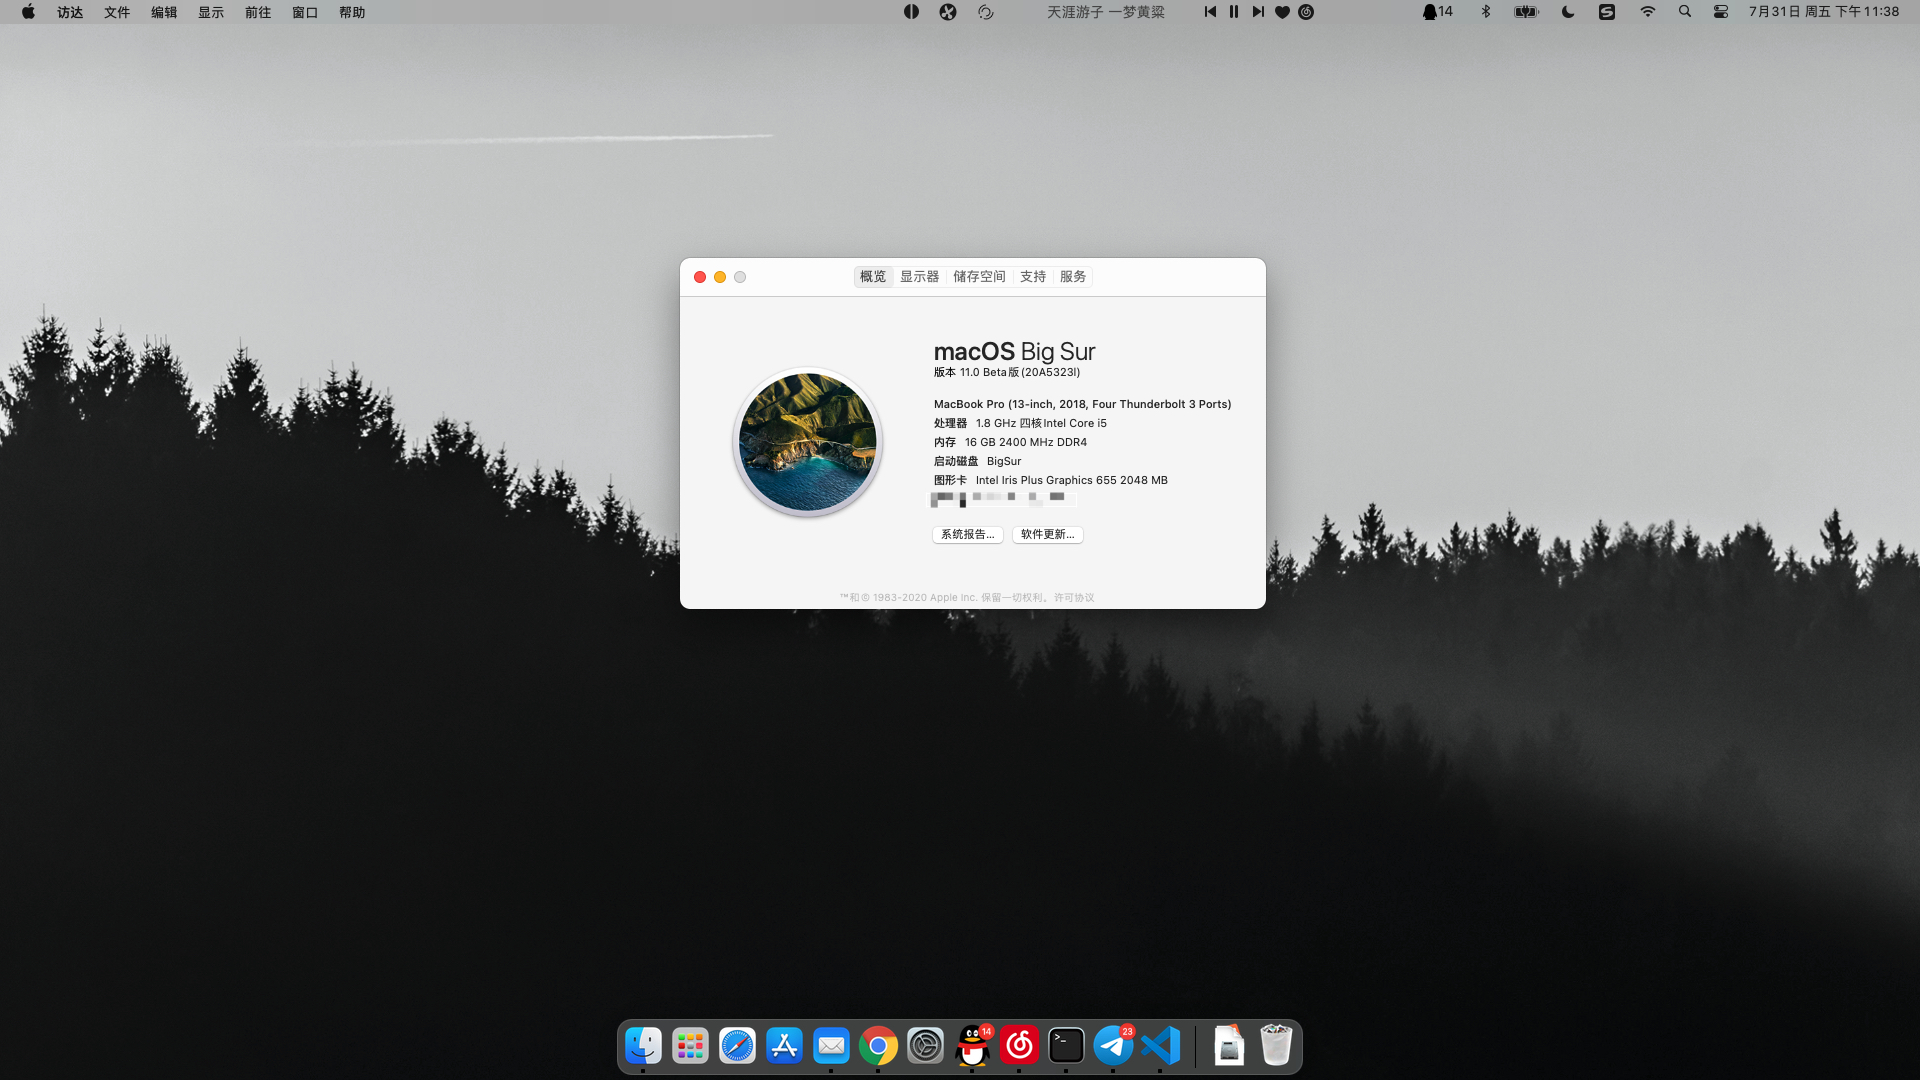 访达 文件 编辑 显示 前往 窗口 帮助 天涯游子 一梦黄粱 14 7月31日 周五 下午11:38
概览 显示器 储存空间 支持 服务
macOS Big Sur
版本 11.0 Beta版 (20A5323l)
MacBook Pro (13-inch, 2018, Four Thunderbolt 3 Ports)
处理器 1.8 GHz 四核Intel Core i5
内存 16 GB 2400 MHz DDR4
启动磁盘 BigSur
图形卡 Intel Iris Plus Graphics 655 2048 MB
系统报告... 软件更新...
™和© 1983-2020 Apple Inc. 保留一切权利。许可协议
14 23